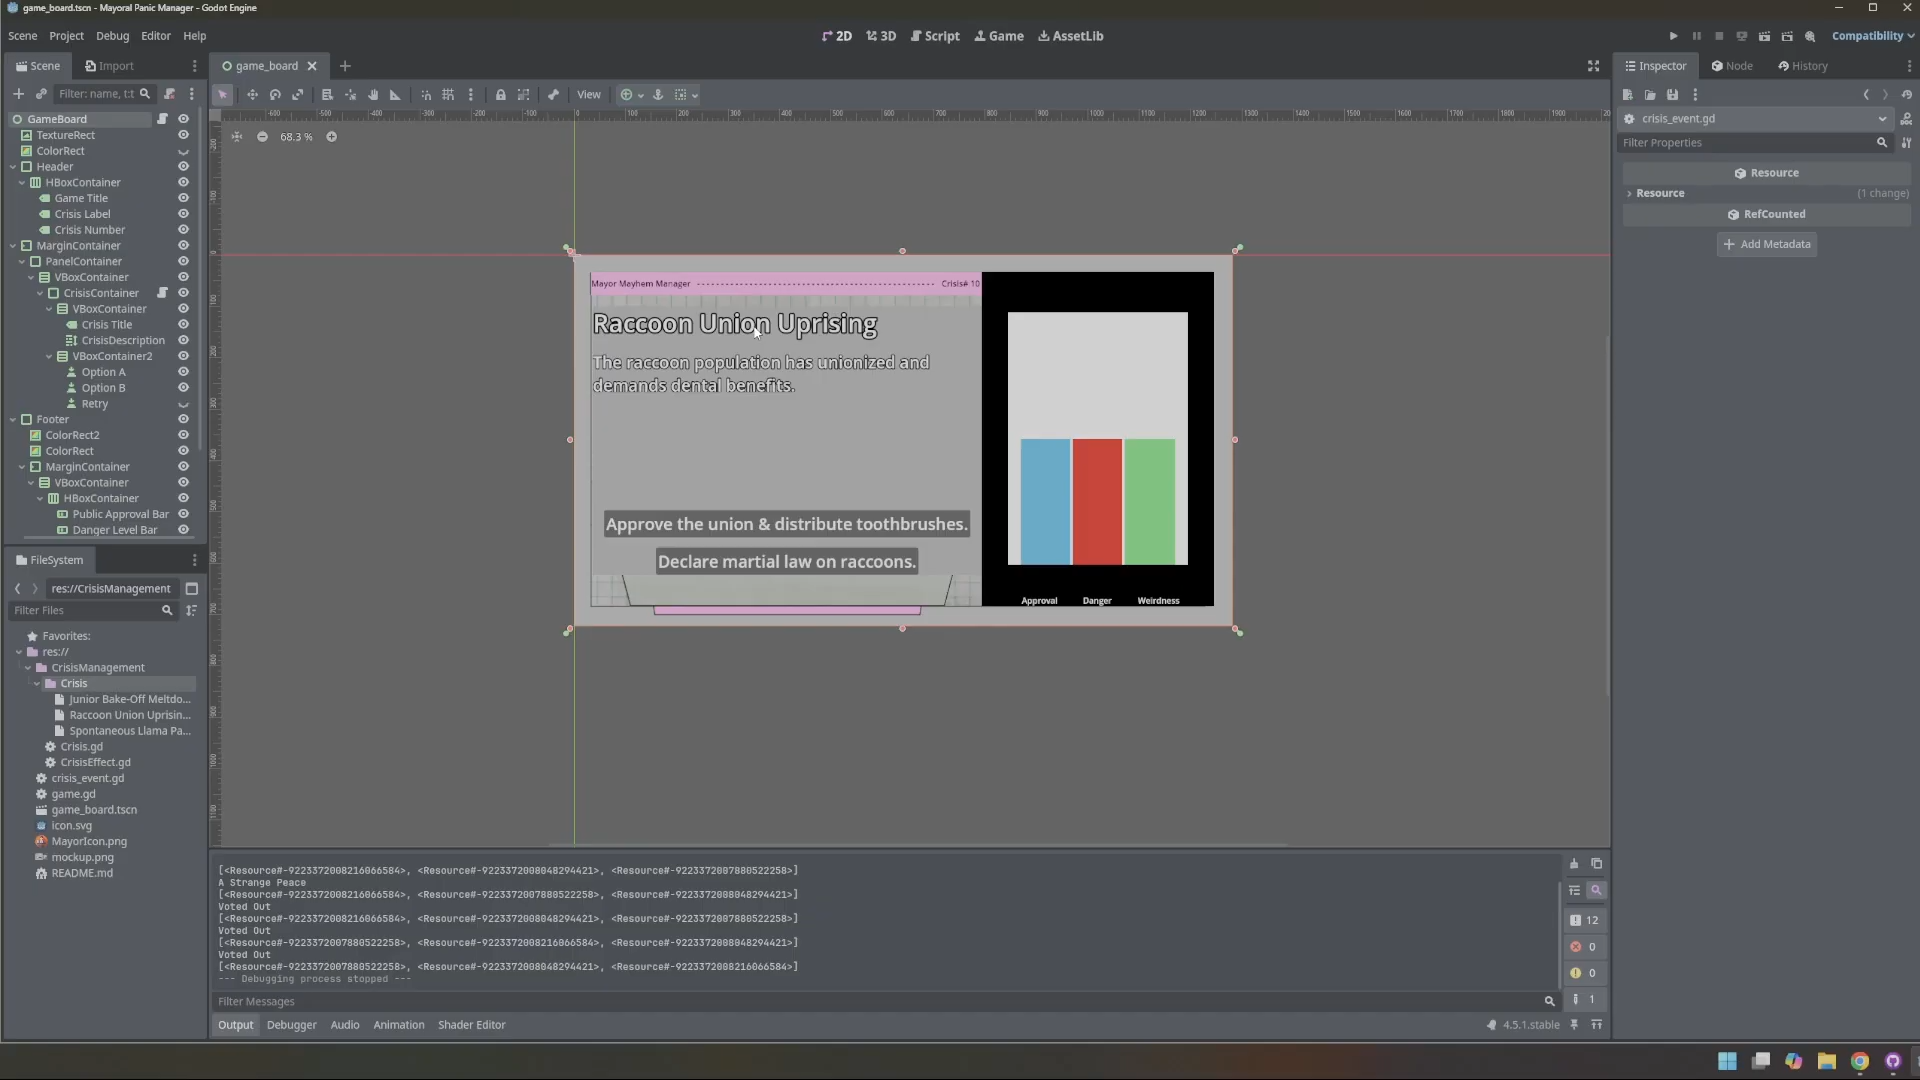 game_board.tscn - Mayoral Panic Manager - Godot Engine
Scene Project Debug Editor Help
2D 3D Script Game AssetLib
Compatibility
Scene Import
game_board
Inspector Node History
Filter: name, t:t
View
GameBoard
TextureRect
ColorRect
Header
HBoxContainer
Game Title
Crisis Label
Crisis Number
MarginContainer
PanelContainer
VBoxContainer
CrisisContainer
VBoxContainer
Crisis Title
CrisisDescription
VBoxContainer2
Option A
Option B
Retry
Footer
ColorRect2
ColorRect
MarginContainer
VBoxContainer
HBoxContainer
Public Approval Bar
Danger Level Bar
FileSystem
res://CrisisManagement
Filter Files
Favorites:
res://
CrisisManagement
Crisis
Junior Bake-Off Meltdo...
Raccoon Union Uprisin...
Spontaneous Llama Pa...
Crisis.gd
CrisisEffect.gd
crisis_event.gd
game.gd
game_board.tscn
icon.svg
MayorIcon.png
mockup.png
README.md
68.3 %
Mayor Mayhem Manager ---------------------------------------- Crisis# 10
Raccoon Union Uprising
The raccoon population has unionized and
demands dental benefits.
Approve the union & distribute toothbrushes.
Declare martial law on raccoons.
Approval Danger Weirdness
[<Resource#-9223372008216066584>, <Resource#-9223372008048294421>, <Resource#-9223372007880522258>]
A Strange Peace
[<Resource#-9223372008216066584>, <Resource#-9223372007880522258>, <Resource#-9223372008048294421>]
Voted Out
[<Resource#-9223372008216066584>, <Resource#-9223372008048294421>, <Resource#-9223372007880522258>]
Voted Out
[<Resource#-9223372007880522258>, <Resource#-9223372008216066584>, <Resource#-9223372008048294421>]
Voted Out
[<Resource#-9223372007880522258>, <Resource#-9223372008048294421>, <Resource#-9223372008216066584>]
--- Debugging process stopped ---
Filter Messages
12
0
0
1
Output Debugger Audio Animation Shader Editor
4.5.1.stable
crisis_event.gd
Filter Properties
Resource
Resource (1 change)
RefCounted
Add Metadata